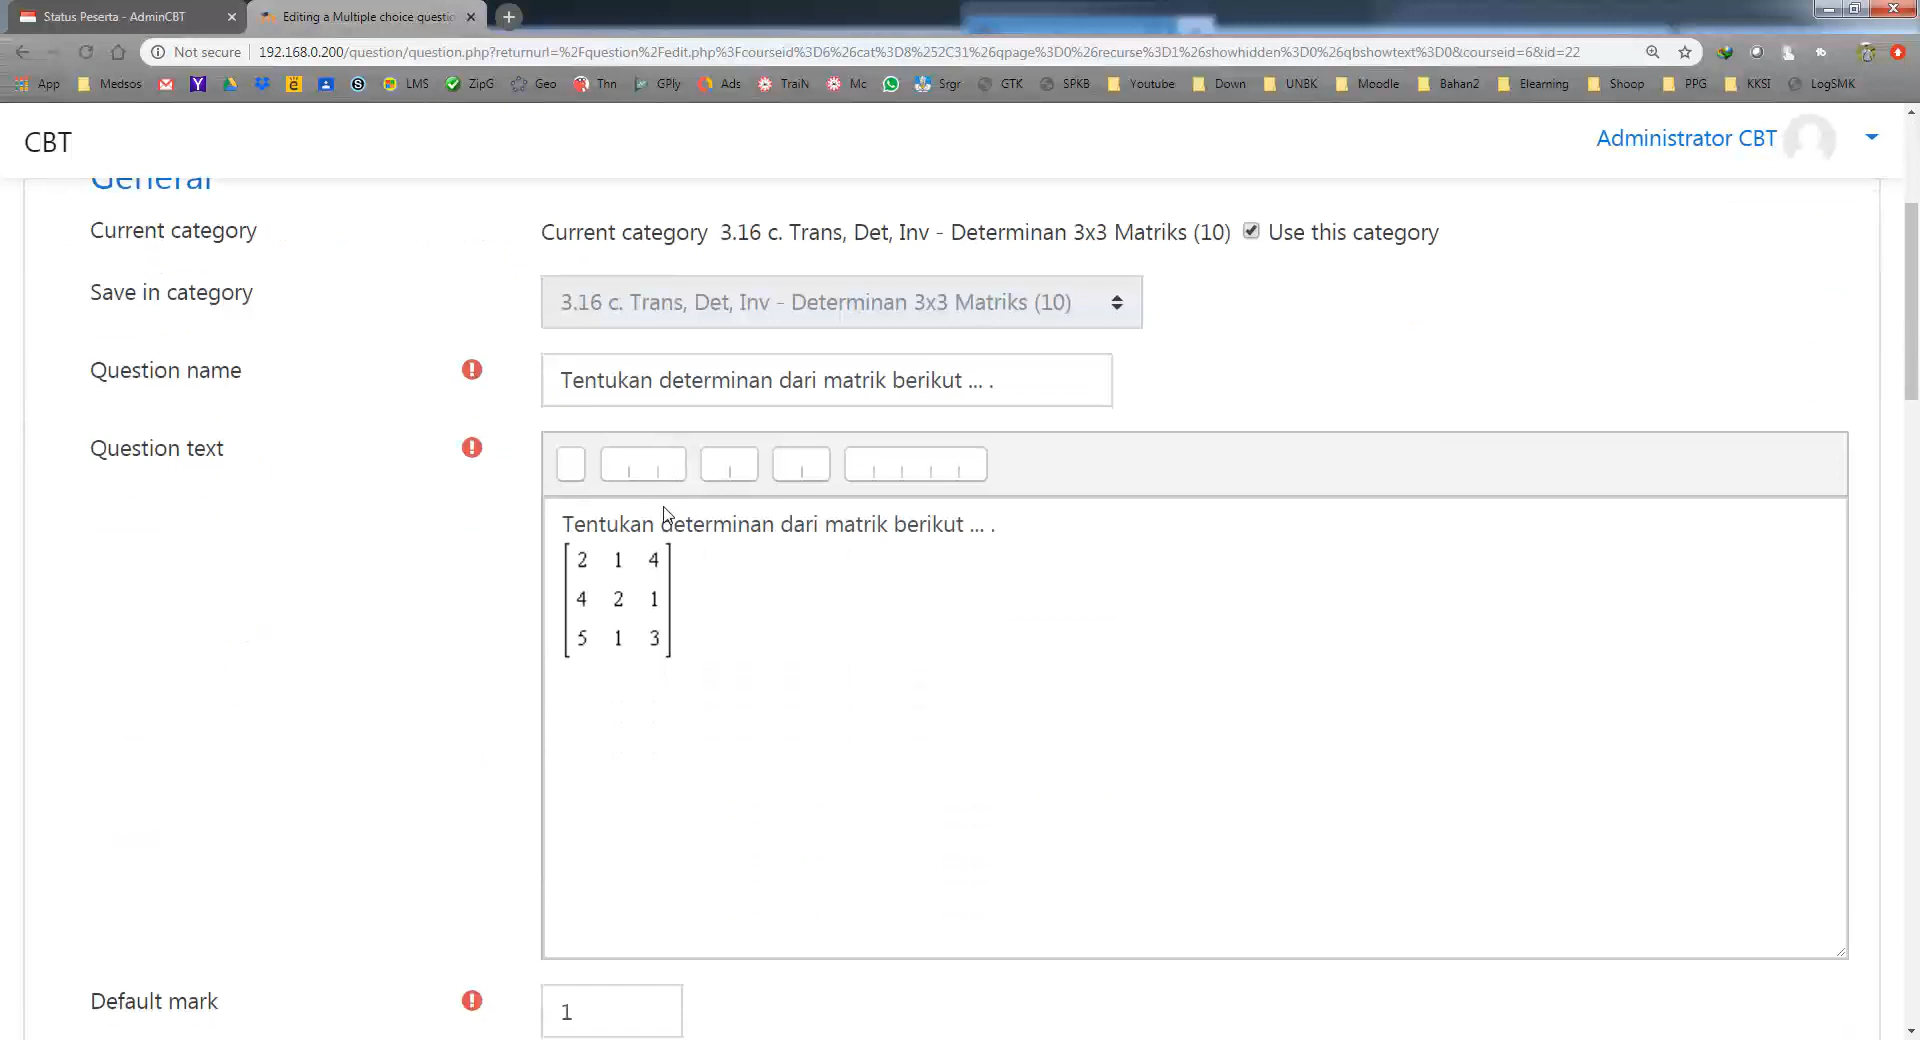 Status Peserta - AdminCBT
Editing a Multiple choice questi
Not secure
192.168.0.200/question/question.php?returnurl=%2Fquestion%2Fedit.php%3Fcourseid%3D6%26cat%3D8%252C31%26qpage%3D0%26recurse%3D1%26showhidden%3D0%26qbshowtext%3D0&courseid=6&id=22
App Medsos LMS ZipG Geo Thn GPly Ads TraiN Mc Srgr GTK SPKB Youtube Down UNBK Moodle Bahan2 Elearning Shoop PPG KKSI LogSMK
CBT
Administrator CBT
General
Current category
Current category 3.16 c. Trans, Det, Inv - Determinan 3x3 Matriks (10) Use this category
Save in category
3.16 c. Trans, Det, Inv - Determinan 3x3 Matriks (10)
Question name
Tentukan determinan dari matrik berikut ... .
Question text
Tentukan determinan dari matrik berikut ... .
2 1 4
4 2 1
5 1 3
Default mark
1